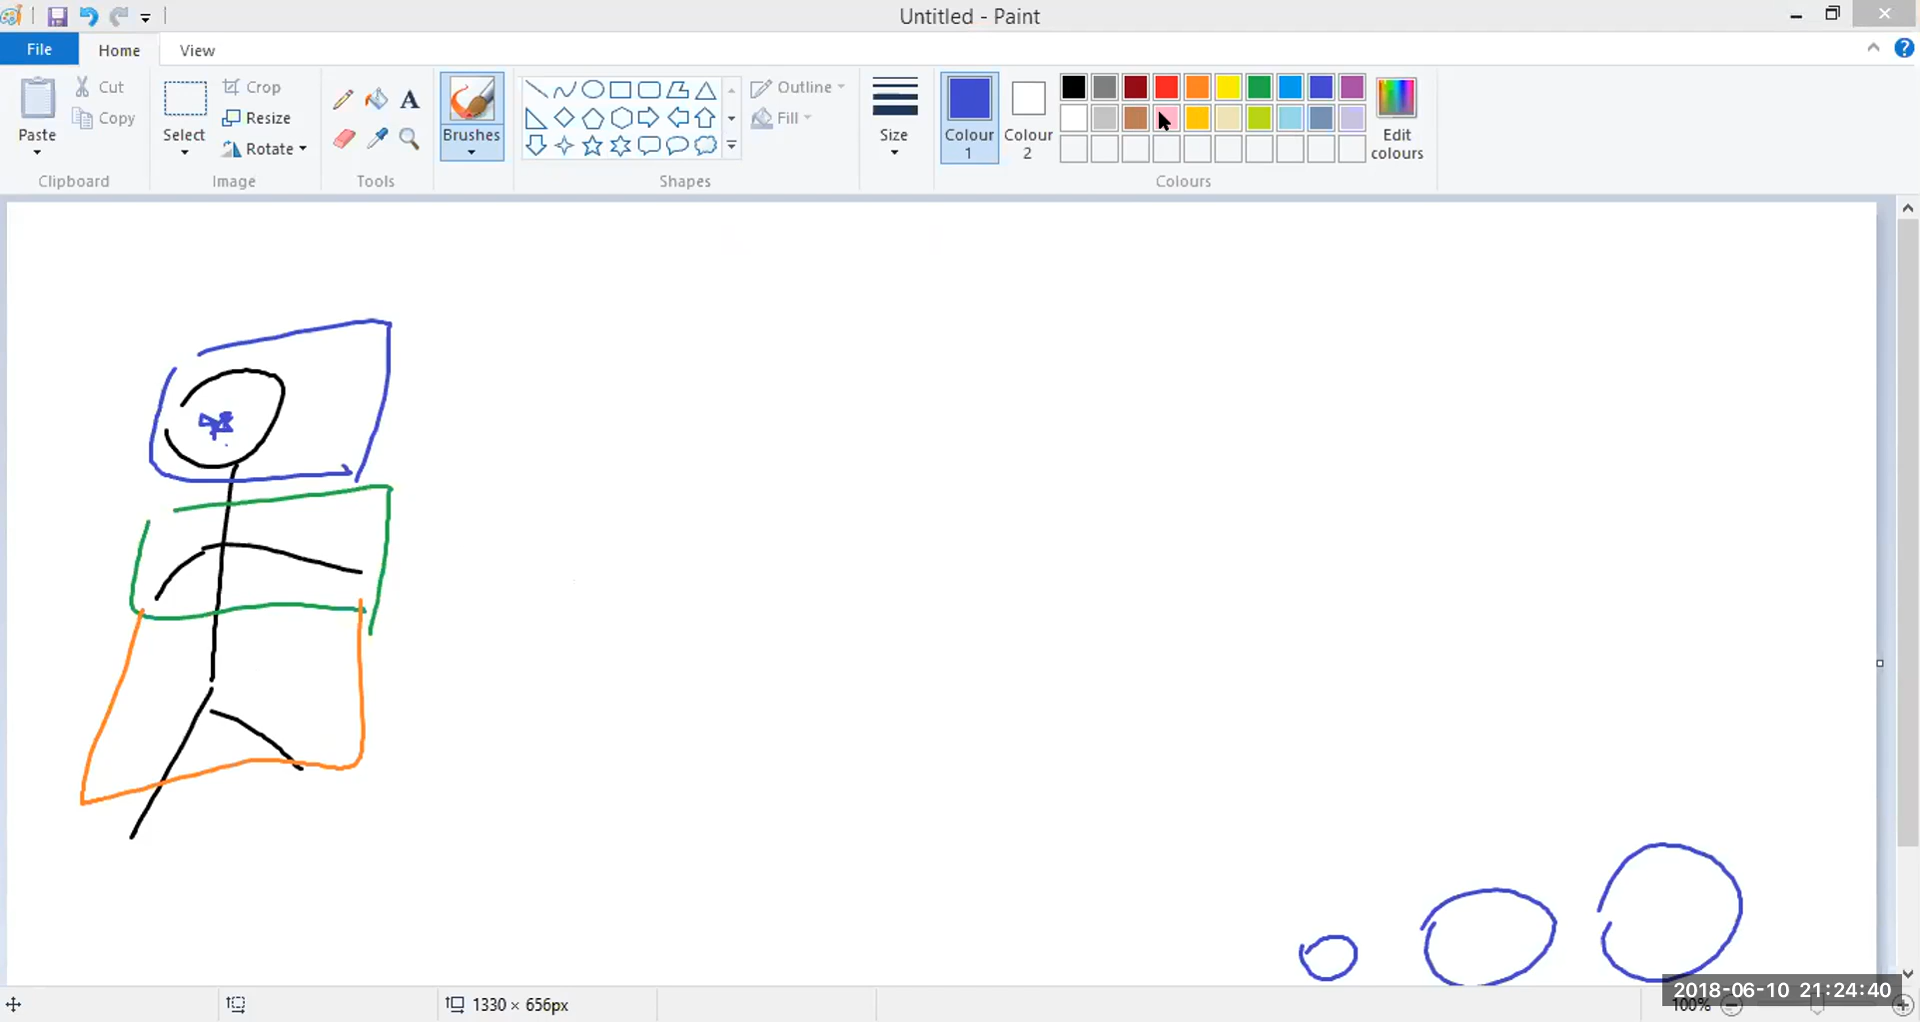 Untitled - Paint
File Home View
Paste
Cut
Copy
Clipboard
Select
Crop
Resize
Rotate
Image
A
Tools
Brushes
Shapes
Outline
Fill
Size
Colour
1
Colour
2
Edit
colours
Colours
1330 × 656px
2018-06-10 21:24:40
100%